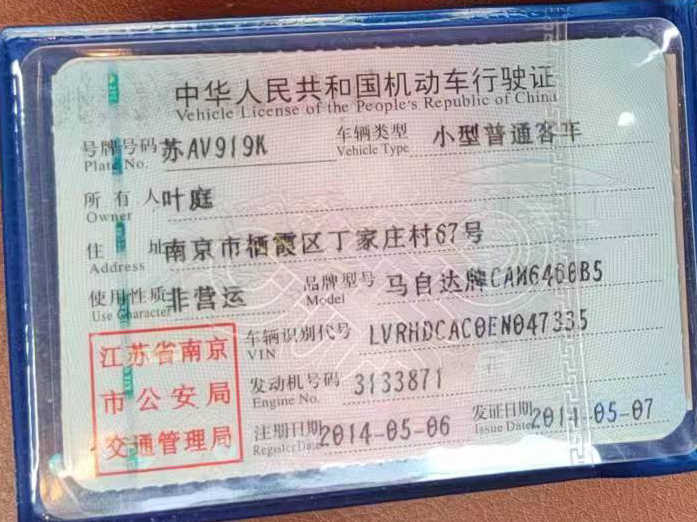 中华人民共和国机动车行驶证
Vehicle License of the People's Republic of China
号牌号码 苏AV919K 车辆类型 小型普通客车
Plate No. Vehicle Type
所有人 叶庭
Owner
住址 南京市栖霞区丁家庄村67号
Address
使用性质 非营运 品牌型号 马自达牌CAM6460B5
Use Character Model
江苏省南京
市公安局
交通管理局
车辆识别代号 LVRHDCAC0EN047335
VIN
发动机号码 3133871
Engine No.
注册日期 2014-05-06 发证日期 2014-05-07
Register Date Issue Date